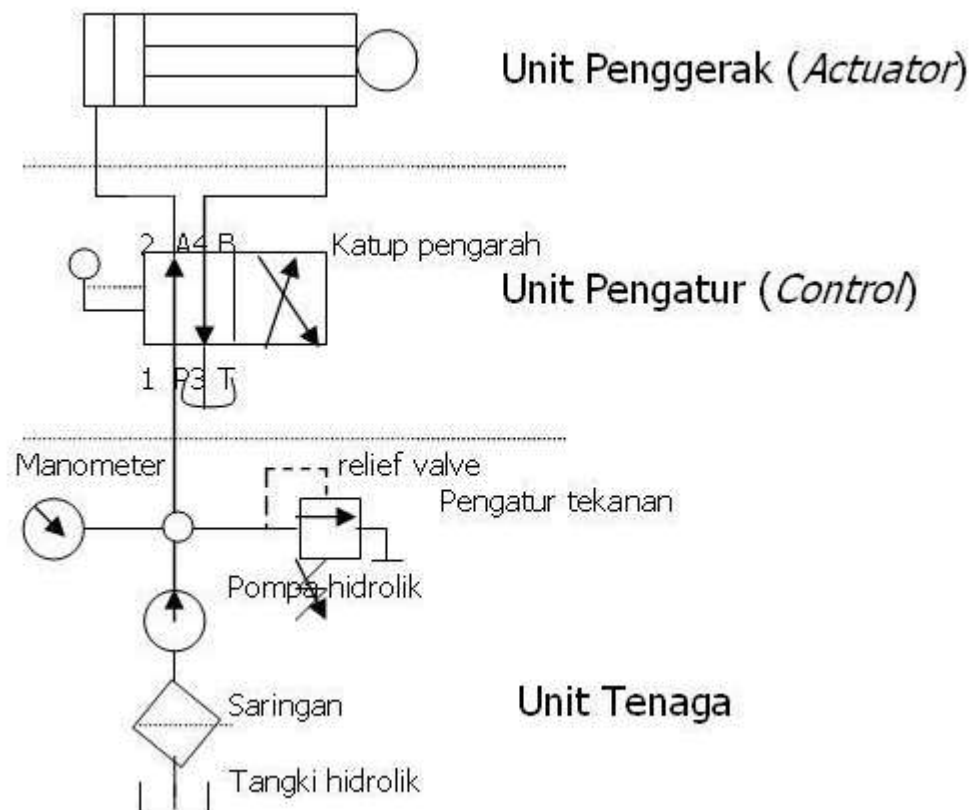 Unit Penggerak (Actuator)
2 A4 B Katup pengarah
Unit Pengatur (Control)
1 P3 T
Manometer
relief valve
Pengatur tekanan
Pompa hidrolik
Saringan
Unit Tenaga
Tangki hidrolik